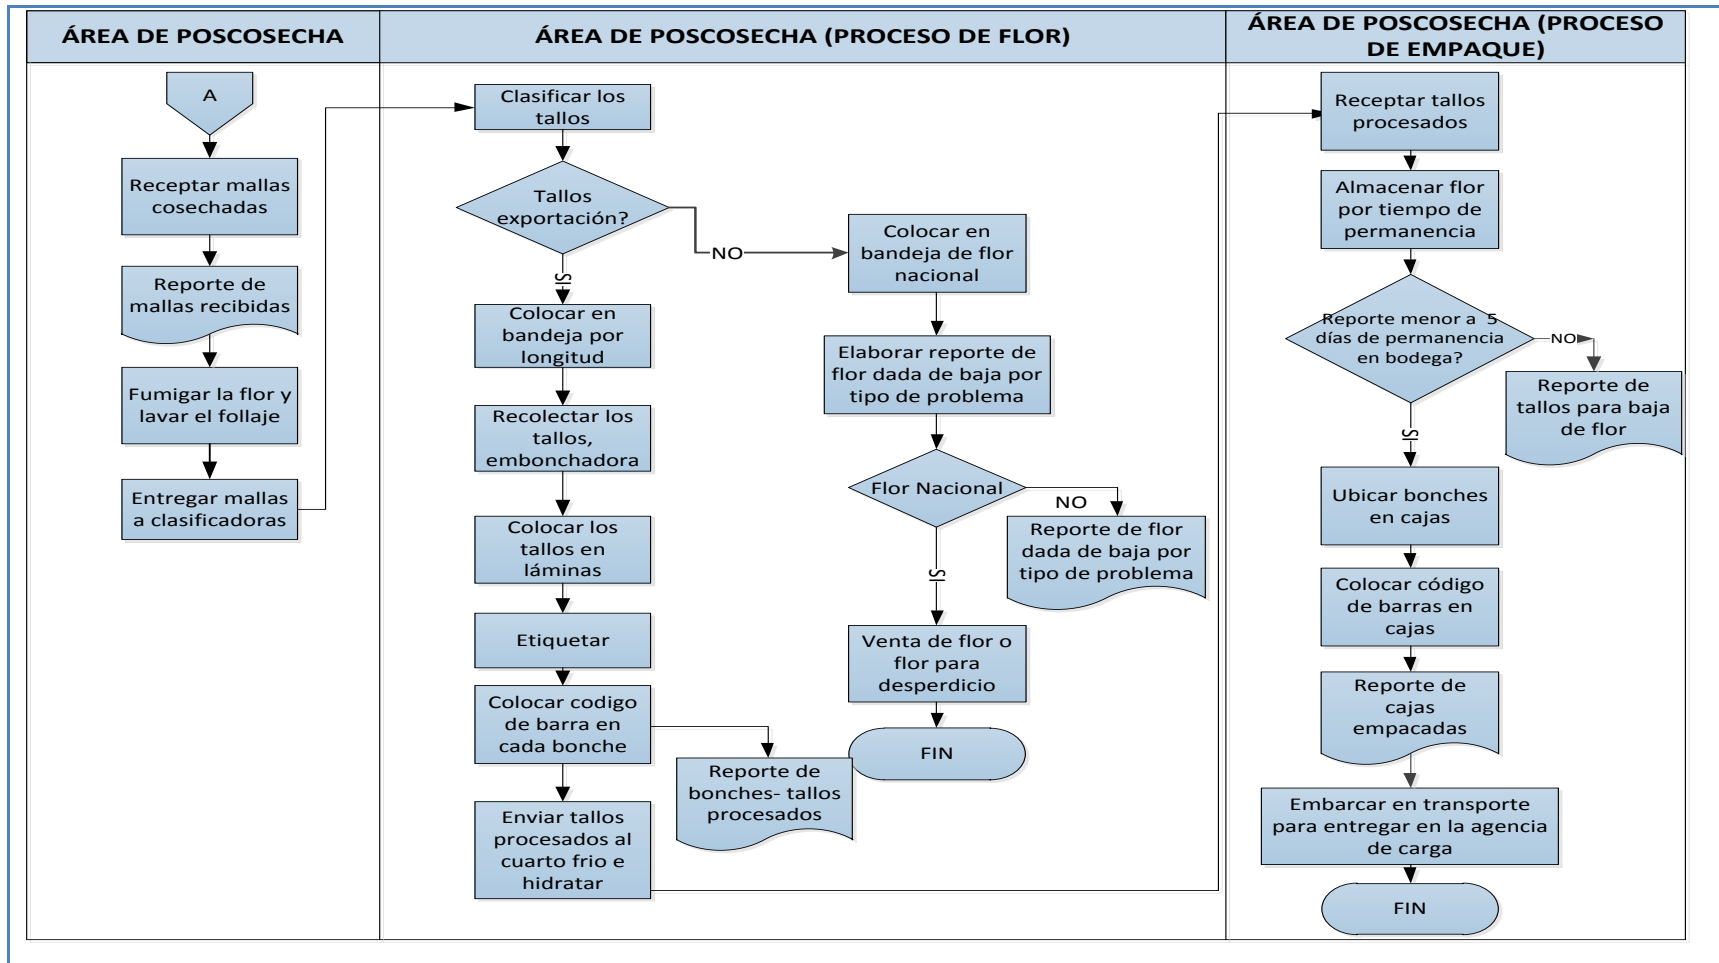 ÁREA DE POSCOSECHA
ÁREA DE POSCOSECHA (PROCESO DE FLOR)
ÁREA DE POSCOSECHA (PROCESO
DE EMPAQUE)
A
Receptar mallas
cosechadas
Reporte de
mallas recibidas
Fumigar la flor y
lavar el follaje
Entregar mallas
a clasificadoras
Clasificar los
tallos
Tallos
exportación?
NO
SI
Colocar en
bandeja por
longitud
Recolectar los
tallos,
embonchadora
Colocar los
tallos en
láminas
Etiquetar
Colocar codigo
de barra en
cada bonche
Reporte de
bonches- tallos
procesados
Enviar tallos
procesados al
cuarto frio e
hidratar
Colocar en
bandeja de flor
nacional
Elaborar reporte de
flor dada de baja por
tipo de problema
Flor Nacional
NO
Reporte de flor
dada de baja por
tipo de problema
SI
Venta de flor o
flor para
desperdicio
FIN
Receptar tallos
procesados
Almacenar flor
por tiempo de
permanencia
Reporte menor a 5
días de permanencia
en bodega?
NO
Reporte de
tallos para baja
de flor
SI
Ubicar bonches
en cajas
Colocar código
de barras en
cajas
Reporte de
cajas
empacadas
Embarcar en transporte
para entregar en la agencia
de carga
FIN